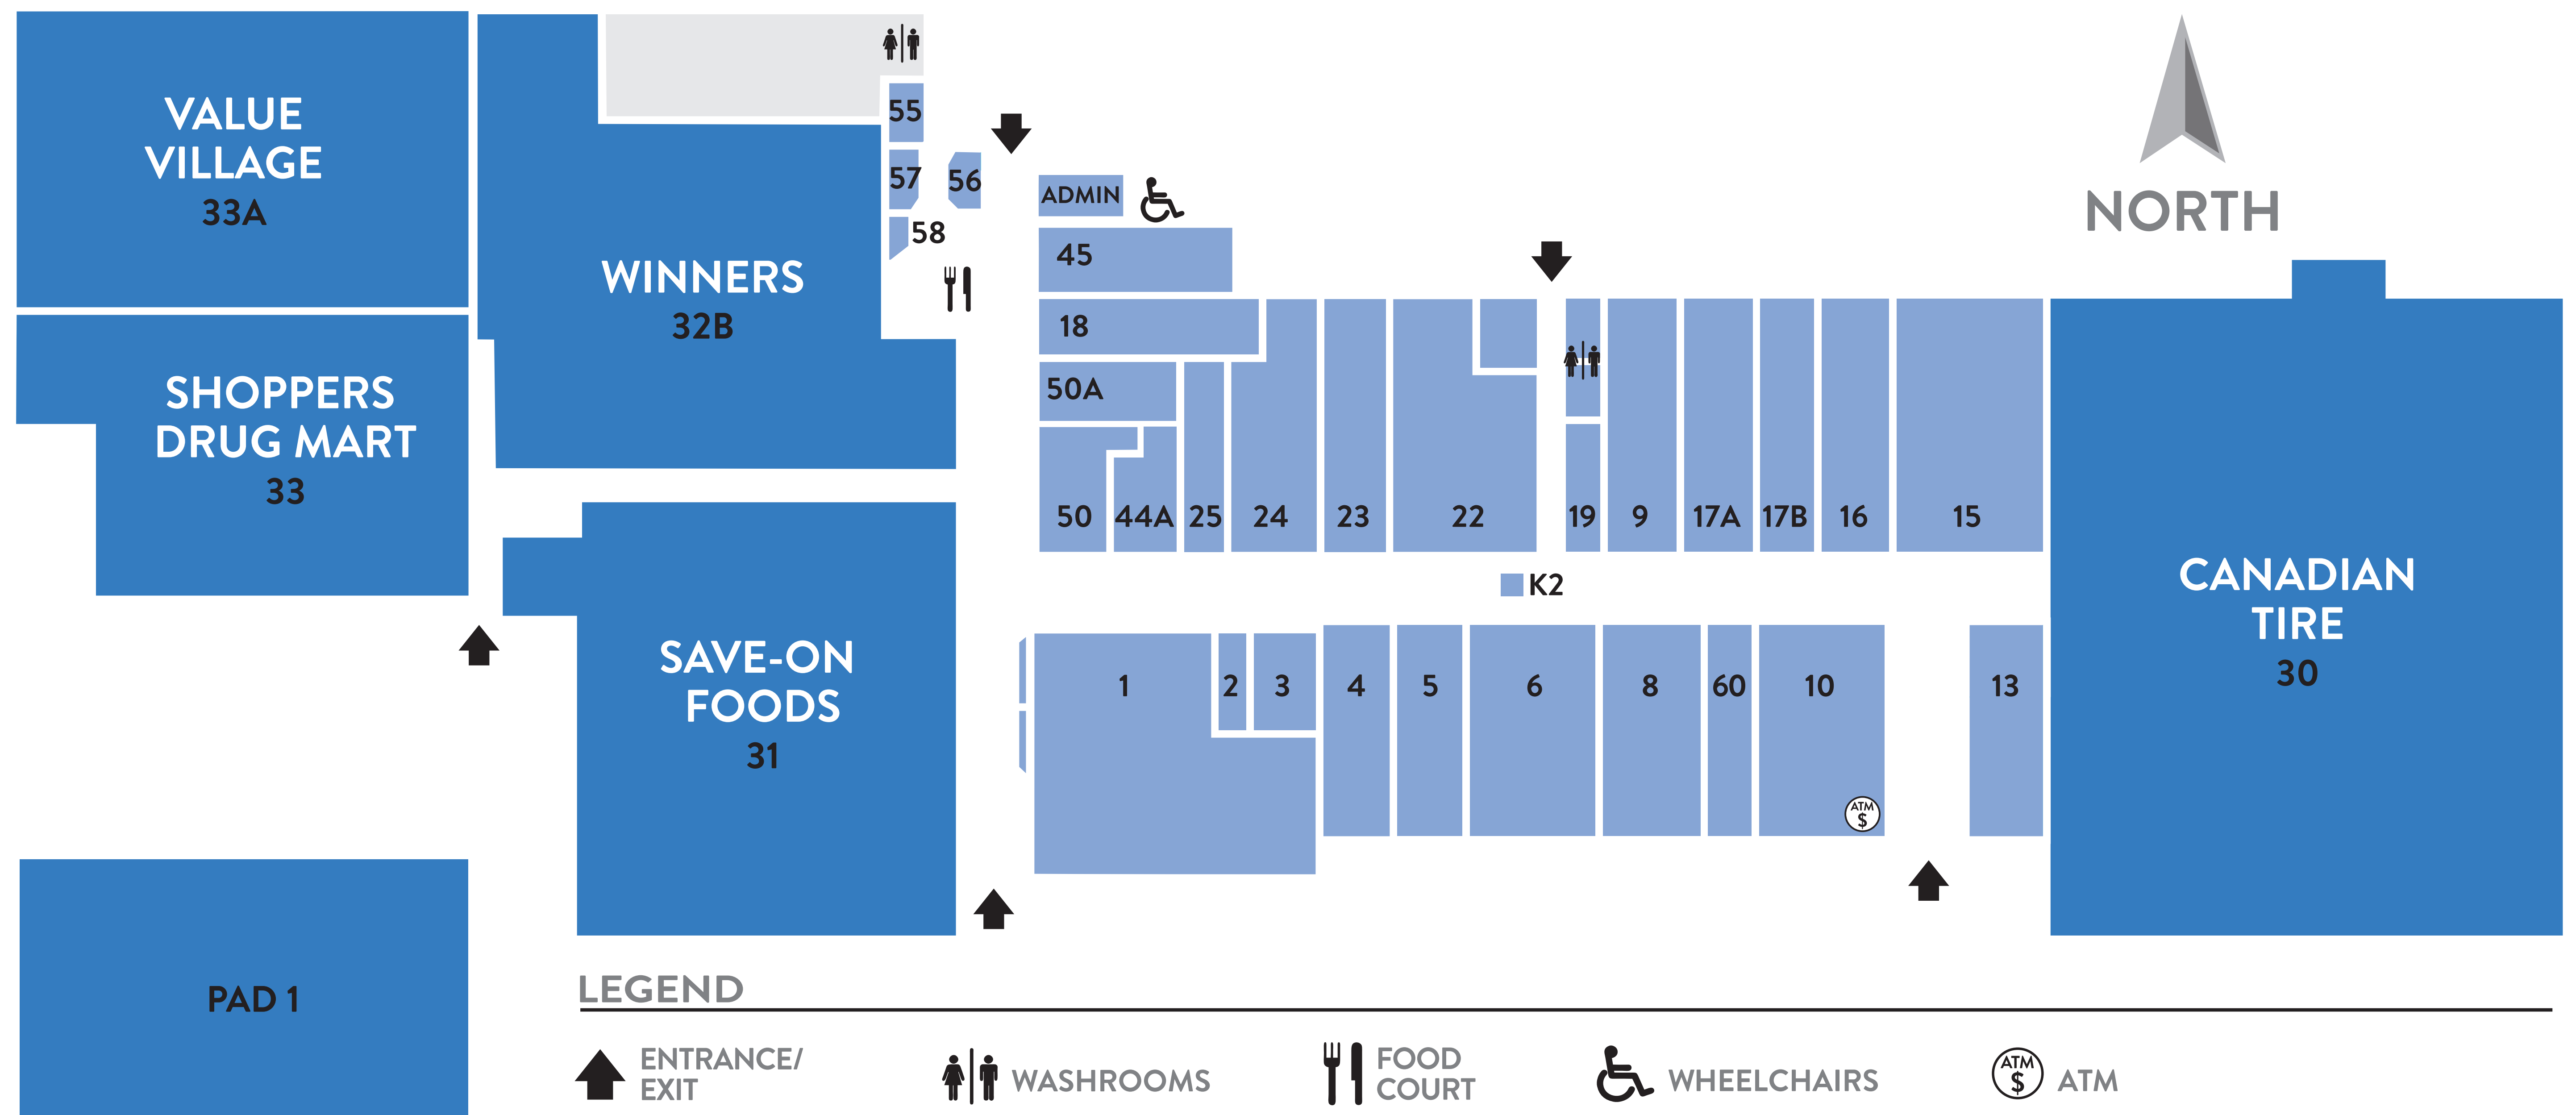 VALUE
VILLAGE
33A
SHOPPERS
DRUG MART
33
WINNERS
32B
SAVE-ON
FOODS
31
PAD 1
55
57
56
58
ADMIN
45
18
50A
50
44A
25
24
23
22
19
9
17A
17B
16
15
K2
1
2
3
4
5
6
8
60
10
ATM
$
13
CANADIAN
TIRE
30
NORTH
LEGEND
ENTRANCE/
EXIT
WASHROOMS
FOOD
COURT
WHEELCHAIRS
ATM
$
ATM